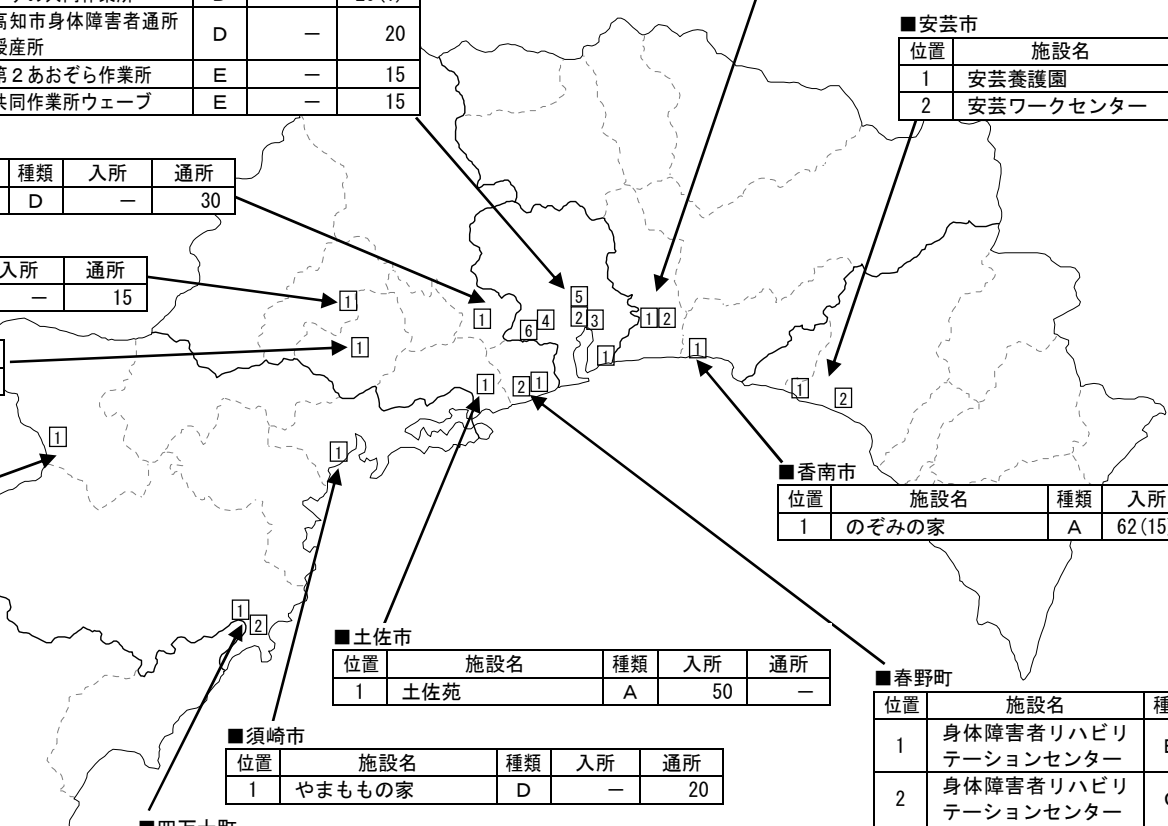 高知市身体障害者通所 D － 20
授産所
第２あおぞら作業所 E － 15
共同作業所ウェーブ E － 15
種類 入所 通所
D － 30
入所 通所
－ 15
■安芸市
位置 施設名
1 安芸養護園
2 安芸ワークセンター
1
1
1
5
4
2
3
6
1
1
2
1
1
1
2
1
2
1
1
1
2
1
■香南市
位置 施設名 種類 入所
1 のぞみの家 A 62(15)
■土佐市
位置 施設名 種類 入所 通所
1 土佐苑 A 50 －
■須崎市
位置 施設名 種類 入所 通所
1 やまももの家 D － 20
■春野町
位置 施設名
1 身体障害者リハビリ
テーションセンター
2 身体障害者リハビリ
テーションセンター
■四万十町